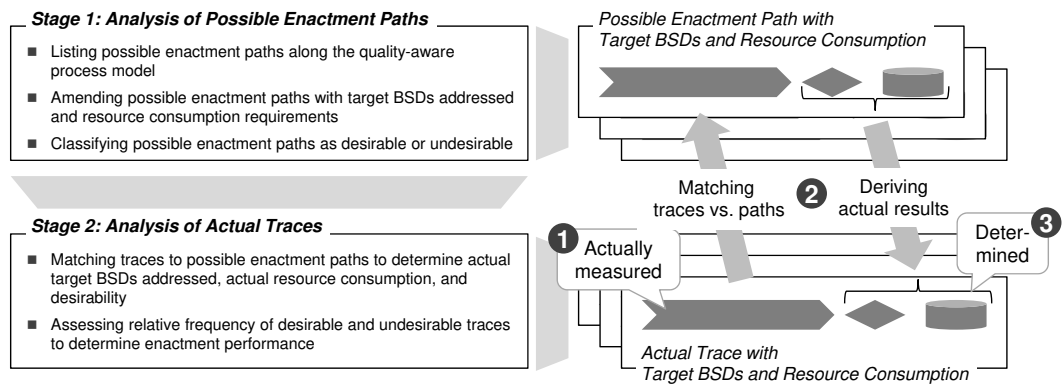 Stage 1: Analysis of Possible Enactment Paths
■ Listing possible enactment paths along the quality-aware
process model
■ Amending possible enactment paths with target BSDs addressed
and resource consumption requirements
■ Classifying possible enactment paths as desirable or undesirable
Possible Enactment Path with
Target BSDs and Resource Consumption
Matching
traces vs. paths
2
Deriving
actual results
Stage 2: Analysis of Actual Traces
■ Matching traces to possible enactment paths to determine actual
target BSDs addressed, actual resource consumption, and
desirability
■ Assessing relative frequency of desirable and undesirable traces
to determine enactment performance
1
Actually
measured
3
Deter-
mined
Actual Trace with
Target BSDs and Resource Consumption